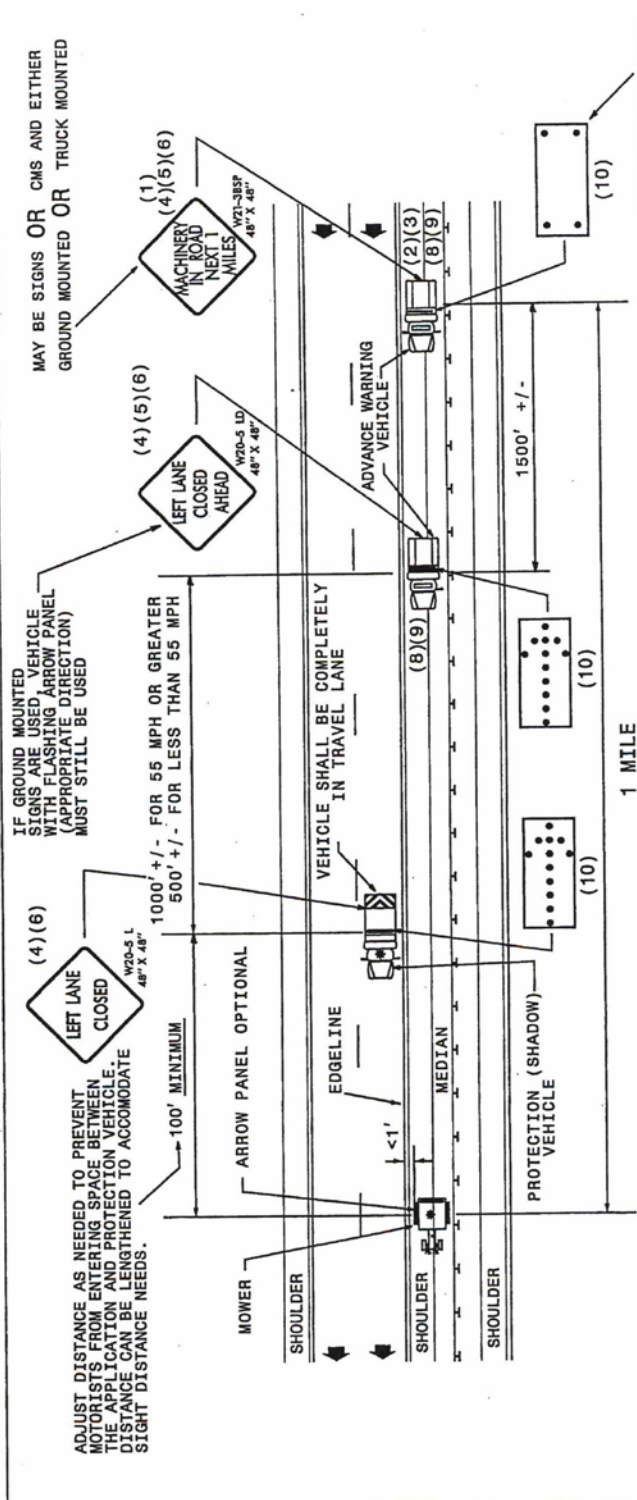 MAY BE SIGNS OR CMS AND EITHER
GROUND MOUNTED OR TRUCK MOUNTED
IF GROUND MOUNTED
SIGNS ARE USED, VEHICLE
WITH FLASHING ARROW PANEL
(APPROPRIATE DIRECTION)
MUST STILL BE USED
ADJUST DISTANCE AS NEEDED TO PREVENT
MOTORISTS FROM ENTERING SPACE BETWEEN
THE APPLICATION AND PROTECTION VEHICLE.
DISTANCE CAN BE LENGTHENED TO ACCOMODATE
SIGHT DISTANCE NEEDS.
LEFT LANE
CLOSED
W20-5 L
48" X 48"
(4)(6)
LEFT LANE
CLOSED
AHEAD
W20-5 LD
48" X 48"
(4)(5)(6)
MACHINERY
IN ROAD
NEXT 1
MILES
W21-3BSP
48" X 48"
(1)
(4)(5)(6)
100' MINIMUM
1000' +/- FOR 55 MPH OR GREATER
500' +/- FOR LESS THAN 55 MPH
MOWER
ARROW PANEL OPTIONAL
EDGELINE
VEHICLE SHALL BE COMPLETELY
IN TRAVEL LANE
ADVANCE WARNING
VEHICLE
SHOULDER
<1'
(8)(9)
(2)(3)
(8)(9)
SHOULDER
MEDIAN
SHOULDER
PROTECTION (SHADOW)
VEHICLE
1500' +/-
(10)
(10)
(10)
1 MILE